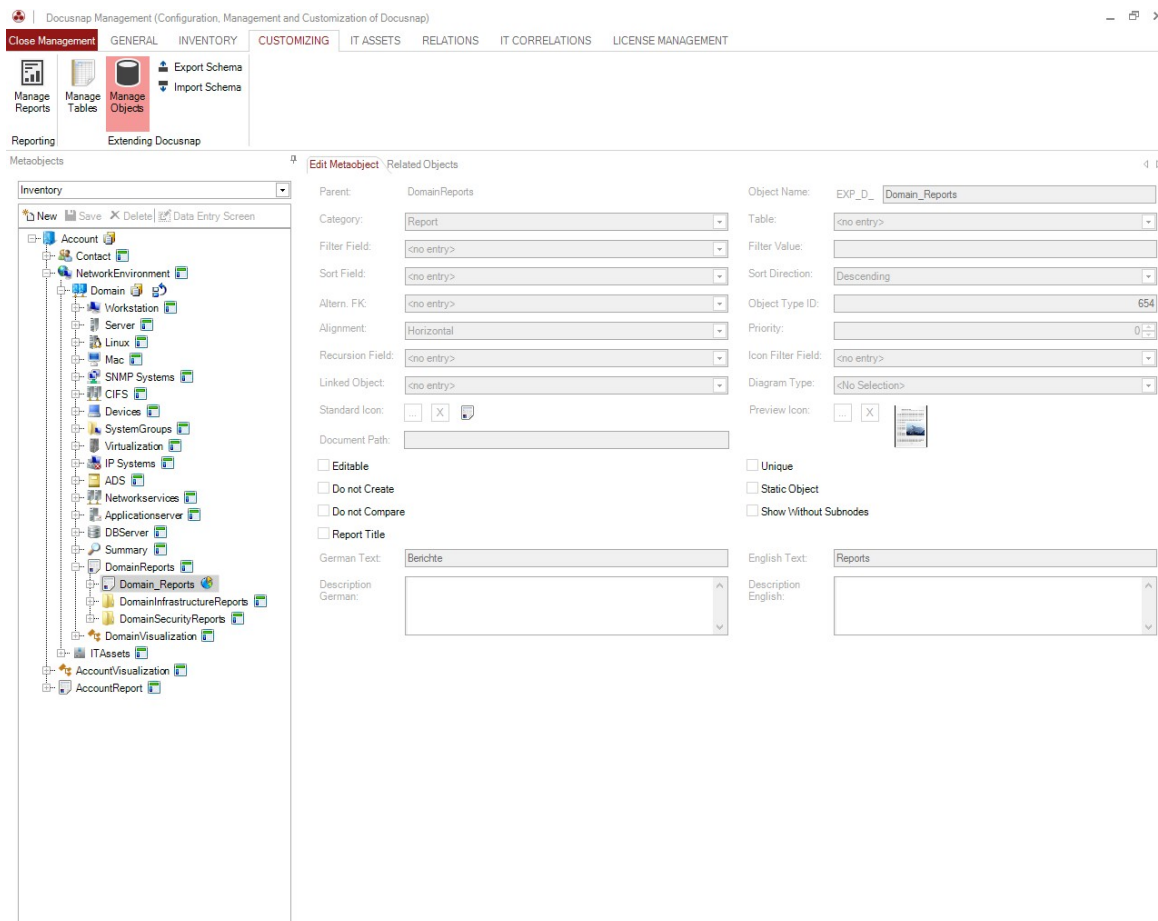 Docusnap Management (Configuration, Management and Customization of Docusnap)
Close Management GENERAL INVENTORY CUSTOMIZING IT ASSETS RELATIONS IT CORRELATIONS LICENSE MANAGEMENT
Manage Reports
Manage Tables
Manage Objects
Export Schema
Import Schema
Reporting Extending Docusnap
Metaobjects
Inventory
New Save Delete Data Entry Screen
Account
Contact
NetworkEnvironment
Domain
Workstation
Server
Linux
Mac
SNMP Systems
CIFS
Devices
SystemGroups
Virtualization
IP Systems
ADS
Networkservices
Applicationserver
DBServer
Summary
DomainReports
Domain_Reports
DomainInfrastructureReports
DomainSecurityReports
DomainVisualization
ITAssets
AccountVisualization
AccountReport
Edit Metaobject Related Objects
Parent: DomainReports Object Name: EXP_D_ Domain_Reports
Category: Report Table: <no entry>
Filter Field: <no entry> Filter Value:
Sort Field: <no entry> Sort Direction: Descending
Altern. FK: <no entry> Object Type ID: 654
Alignment: Horizontal Priority: 0
Recursion Field: <no entry> Icon Filter Field: <no entry>
Linked Object: <no entry> Diagram Type: <No Selection>
Standard Icon: ... X Preview Icon: ... X
Document Path:
Editable Unique
Do not Create Static Object
Do not Compare Show Without Subnodes
Report Title
German Text: Berichte English Text: Reports
Description German: Description English: